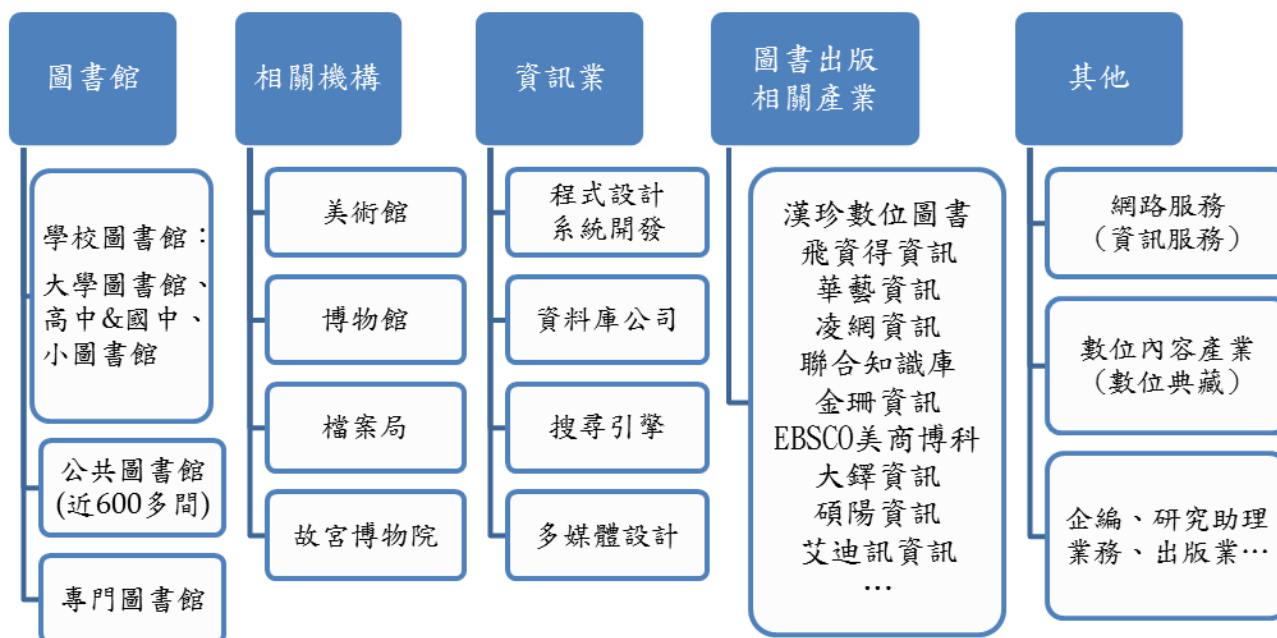 圖書館
學校圖書館：
大學圖書館、
高中&國中、
小圖書館
公共圖書館
(近600多間)
專門圖書館
相關機構
美術館
博物館
檔案局
故宮博物院
資訊業
程式設計
系統開發
資料庫公司
搜尋引擎
多媒體設計
圖書出版
相關產業
漢珍數位圖書
飛資得資訊
華藝資訊
凌網資訊
聯合知識庫
金珊資訊
EBSCO美商博科
大鐸資訊
碩陽資訊
艾迪訊資訊
…
其他
網路服務
（資訊服務）
數位內容產業
（數位典藏）
企編、研究助理
業務、出版業…